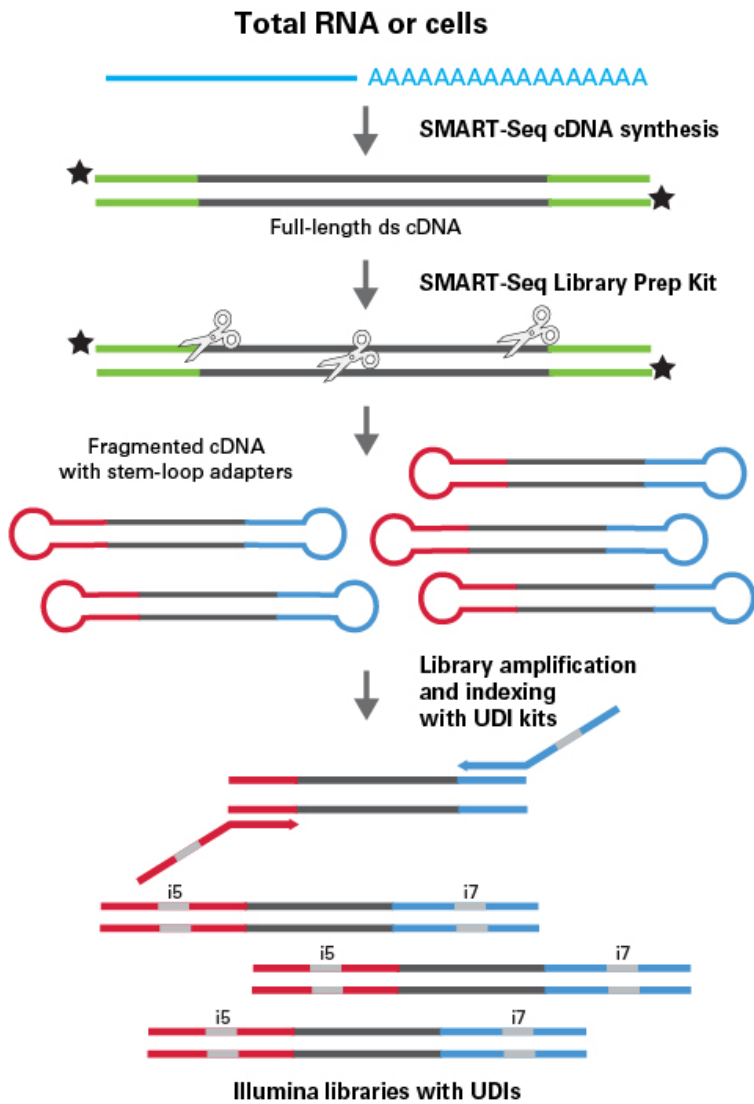 Total RNA or cells
AAAAAAAAAAAAAAAAA
SMART-Seq cDNA synthesis
Full-length ds cDNA
SMART-Seq Library Prep Kit
Fragmented cDNA
with stem-loop adapters
Library amplification
and indexing
with UDI kits
i5 i7
i5 i7
i5 i7
Illumina libraries with UDIs